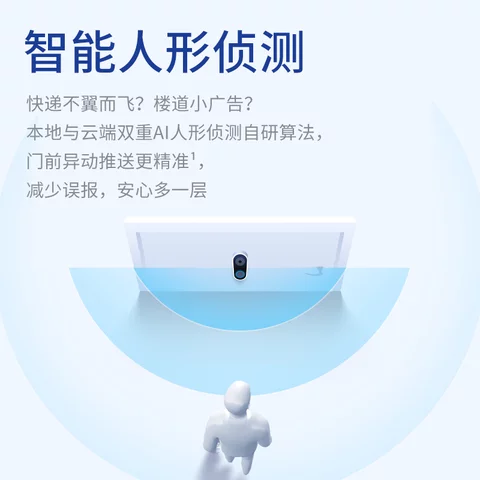 智能人形侦测
快递不翼而飞？楼道小广告？
本地与云端双重AI人形侦测自研算法，
门前异动推送更精准¹，
减少误报，安心多一层